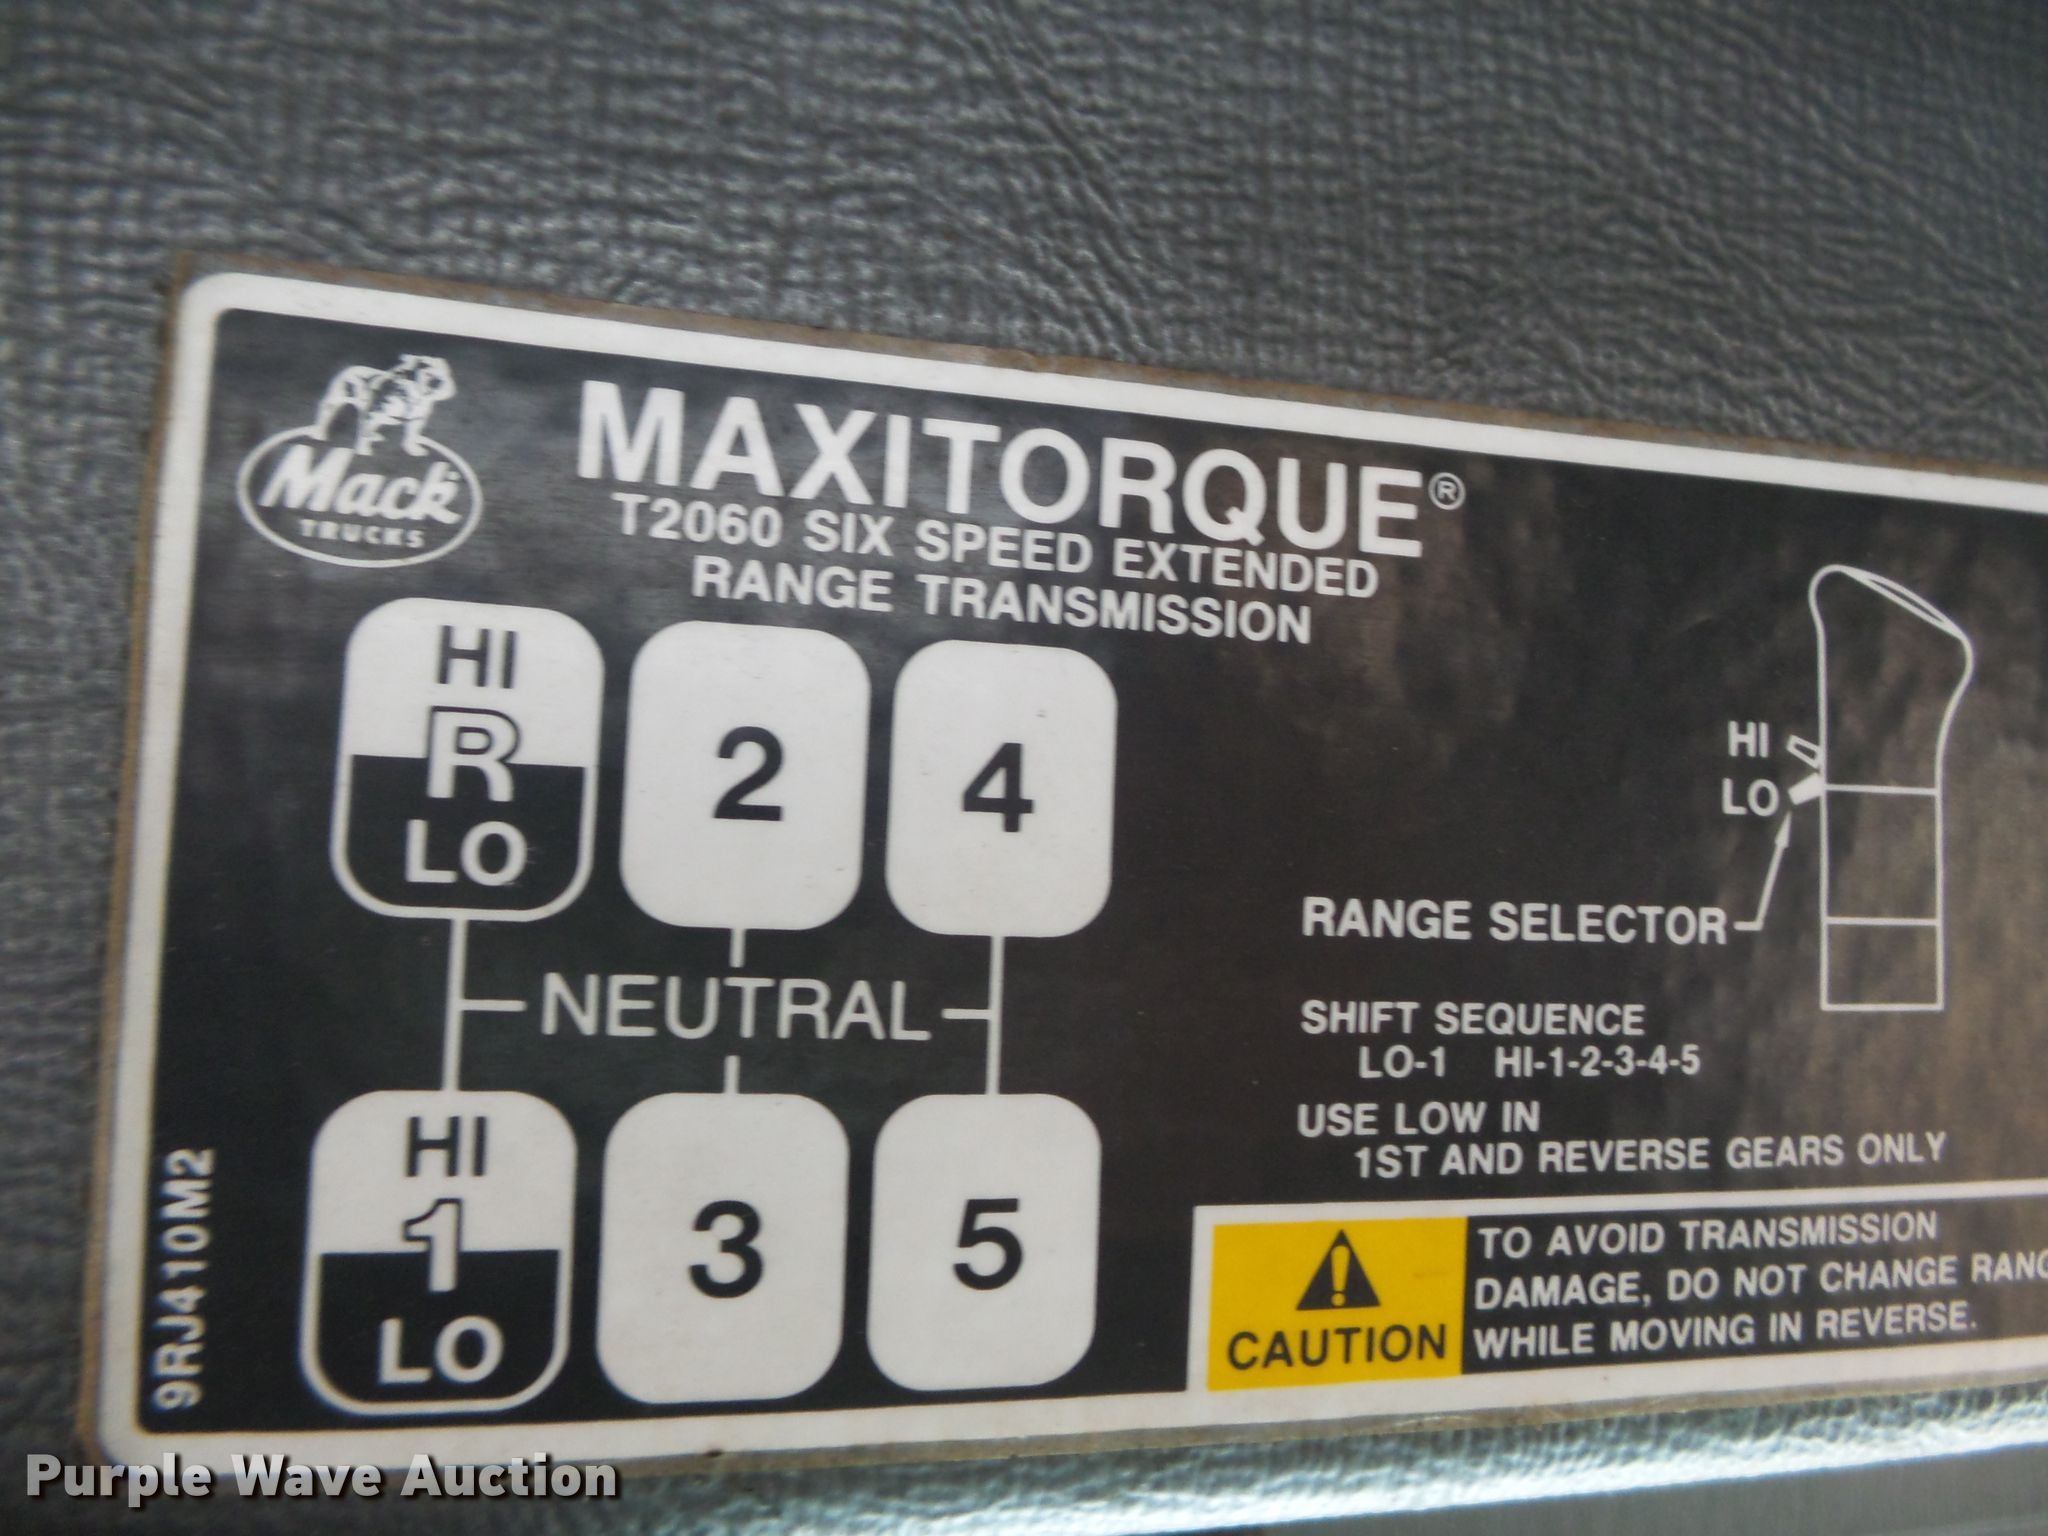 Mack
TRUCKS
MAXITORQUE®
T2060 SIX SPEED EXTENDED
RANGE TRANSMISSION
HI
R
LO
2
4
NEUTRAL
HI
1
LO
3
5
HI
LO
RANGE SELECTOR
SHIFT SEQUENCE
LO-1 HI-1-2-3-4-5
USE LOW IN
1ST AND REVERSE GEARS ONLY
CAUTION
TO AVOID TRANSMISSION
DAMAGE, DO NOT CHANGE RANG
WHILE MOVING IN REVERSE.
9RJ410M2
Purple Wave Auction